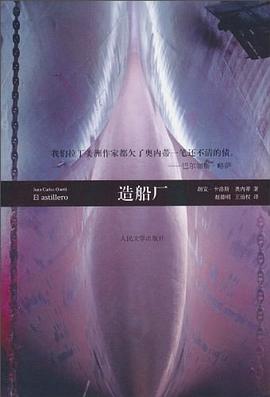 我们拉丁美洲作家都欠了奥内蒂一笔还不清的债。
——巴尔加斯·略萨
Juan Carlos Onetti
El astillero
造船厂
胡安·卡洛斯·奥内蒂 著
赵德明 王治权 译
人民文学出版社